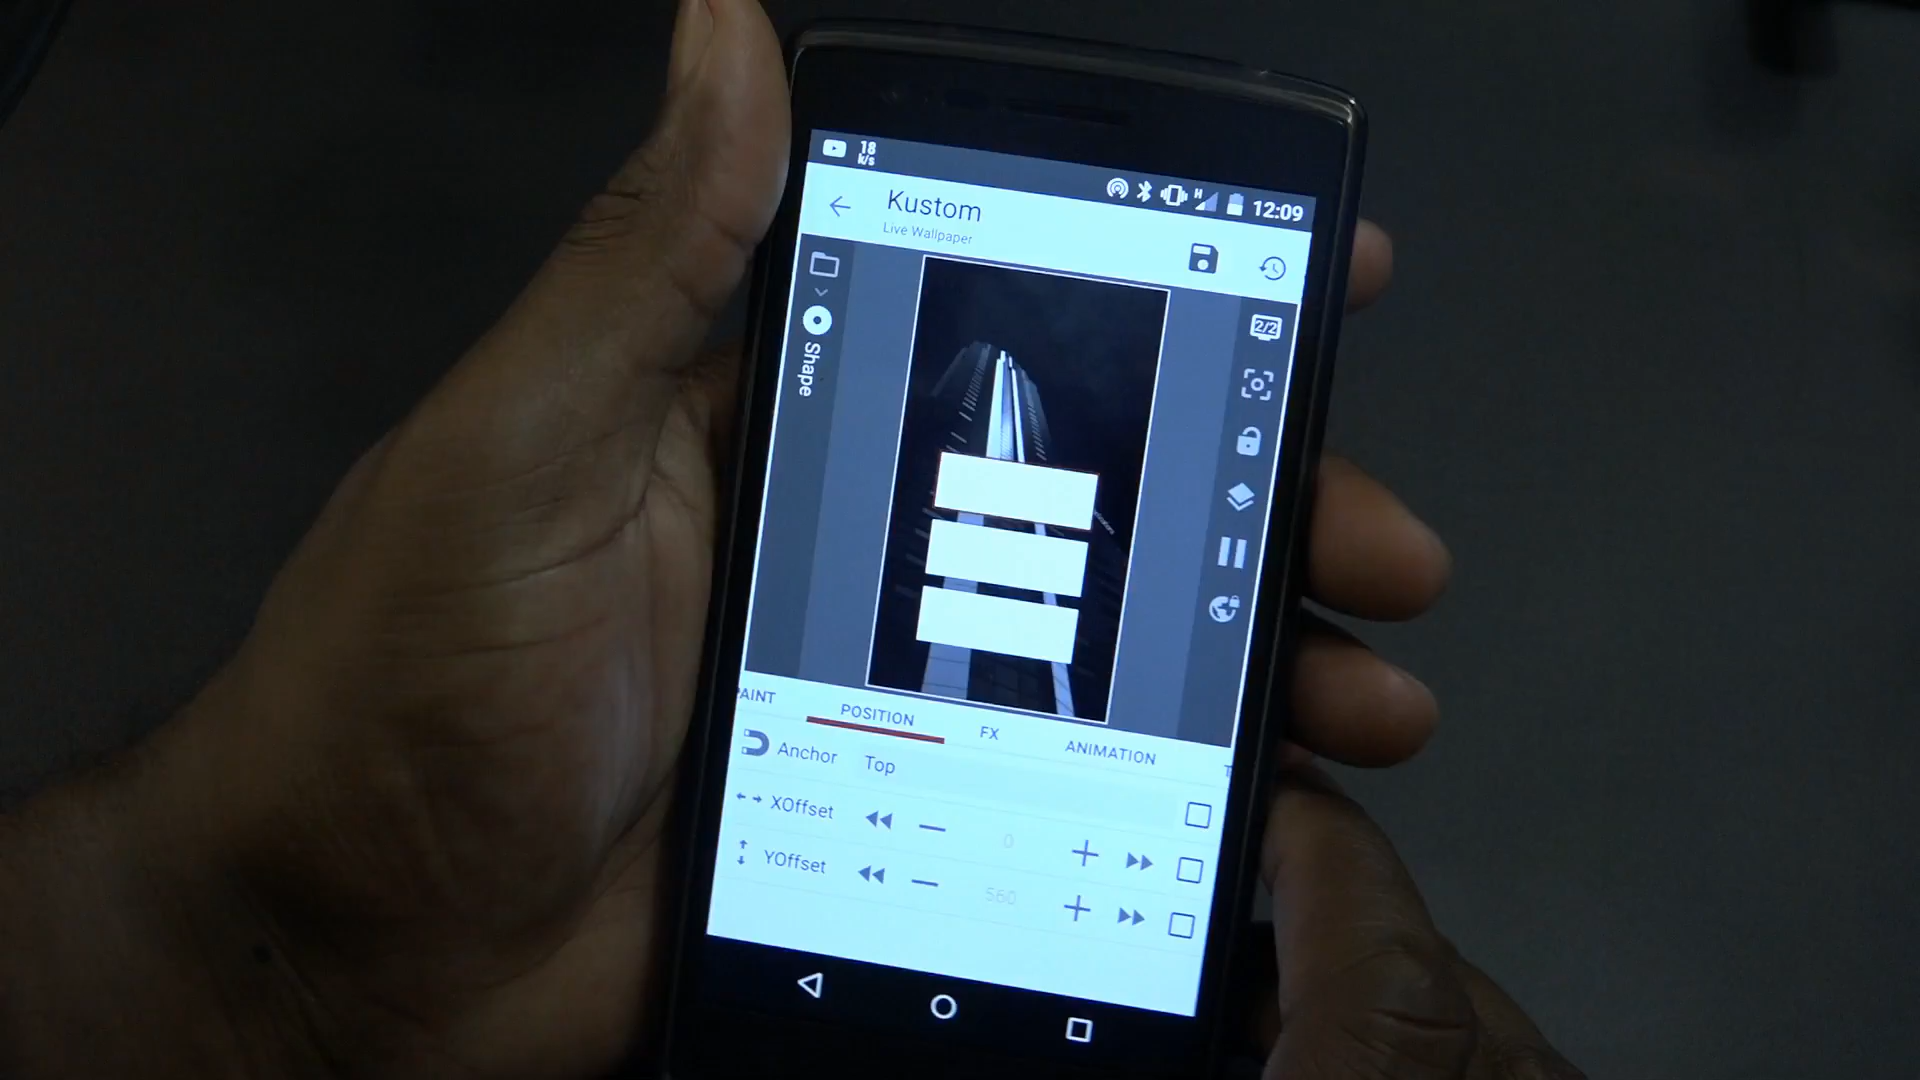 18
k/s
H
12:09
Kustom
Live Wallpaper
2/2
Shape
AINT
POSITION
FX
ANIMATION
T
Anchor
Top
XOffset
0
YOffset
560